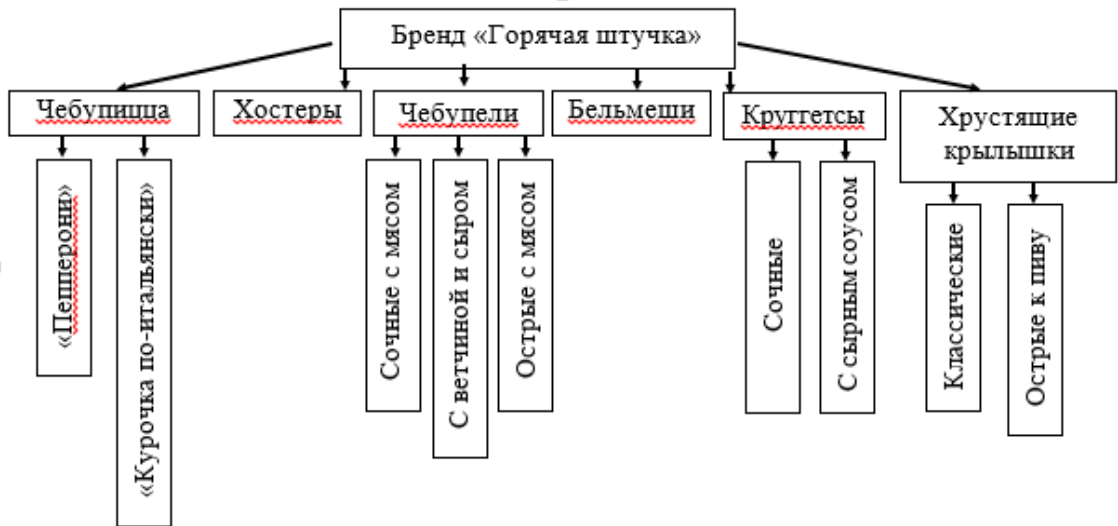 Бренд «Горячая штучка»
Чебупицца
Хостеры
Чебупели
Бельмеши
Круггетсы
Хрустящие
крылышки
«Пепперони»
«Курочка по-итальянски»
Сочные с мясом
С ветчиной и сыром
Острые с мясом
Сочные
С сырным соусом
Классические
Острые к пиву